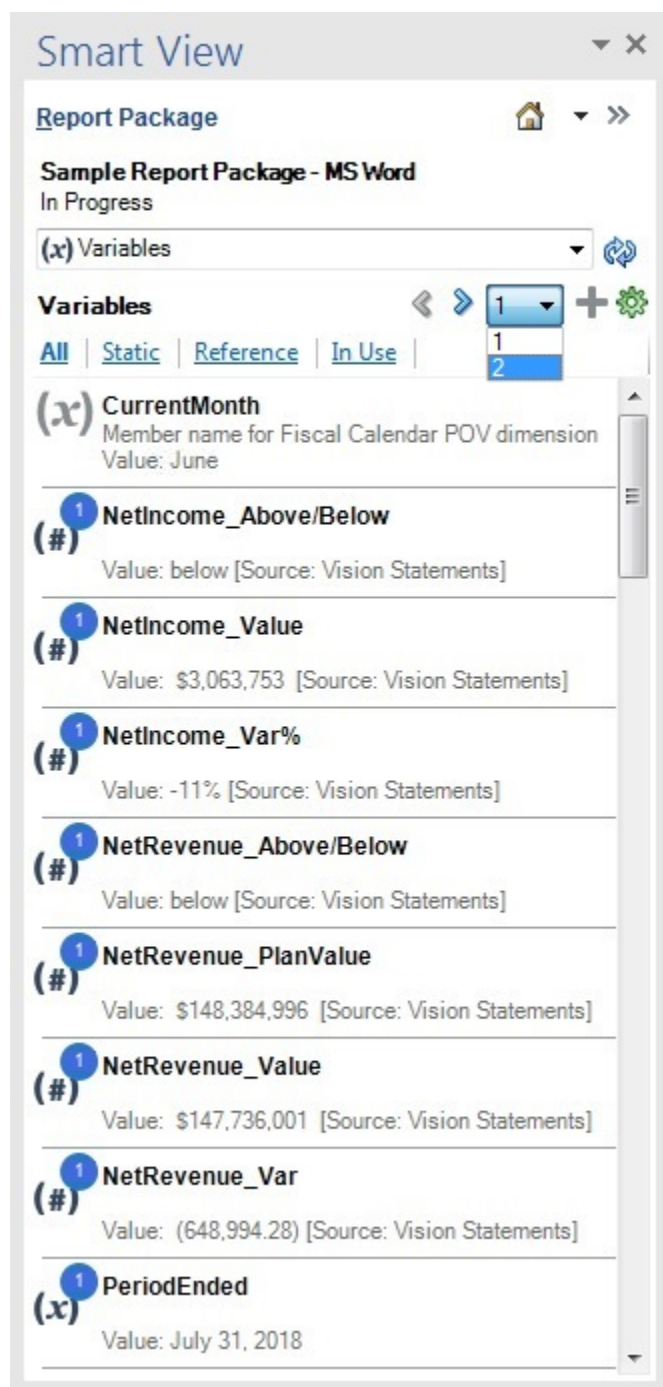 Smart View
Report Package
Sample Report Package - MS Word
In Progress
(x) Variables
Variables
1
1
2
All | Static | Reference | In Use |
(x) CurrentMonth
Member name for Fiscal Calendar POV dimension
Value: June
1
(#) NetIncome_Above/Below
Value: below [Source: Vision Statements]
1
(#) NetIncome_Value
Value: $3,063,753 [Source: Vision Statements]
1
(#) NetIncome_Var%
Value: -11% [Source: Vision Statements]
1
(#) NetRevenue_Above/Below
Value: below [Source: Vision Statements]
1
(#) NetRevenue_PlanValue
Value: $148,384,996 [Source: Vision Statements]
1
(#) NetRevenue_Value
Value: $147,736,001 [Source: Vision Statements]
1
(#) NetRevenue_Var
Value: (648,994.28) [Source: Vision Statements]
1
(x) PeriodEnded
Value: July 31, 2018